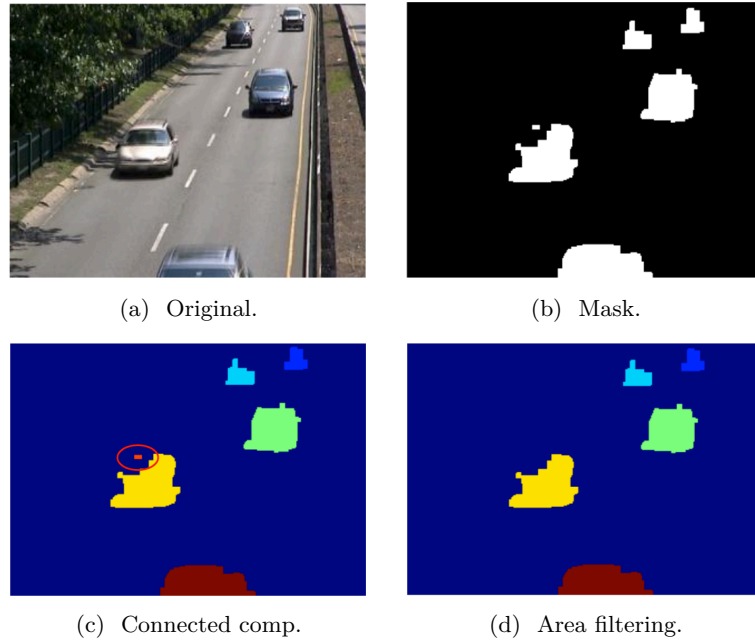 (a) Original.
(b) Mask.
(c) Connected comp.
(d) Area filtering.